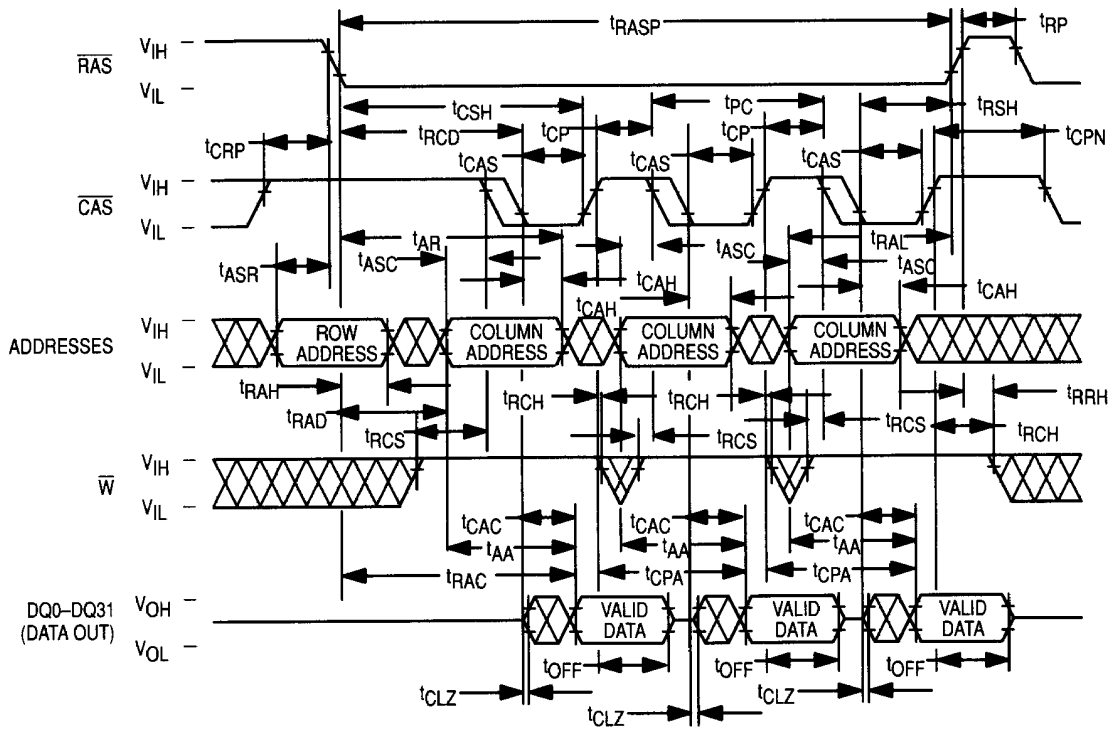 tRASP
tRP
RAS
VIH
VIL
tCSH
tPC
tRSH
tCRP
tRCD
tCP
tCP
tCPN
tCAS
tCAS
tCAS
CAS
VIH
VIL
tAR
tRAL
tASR
tASC
tASC
tASC
tCAH
tCAH
tCAH
ADDRESSES
VIH
VIL
ROW ADDRESS
COLUMN ADDRESS
COLUMN ADDRESS
COLUMN ADDRESS
tRAH
tRCH
tRCH
tRRH
tRAD
tRCS
tRCS
tRCS
tRCH
W
VIH
VIL
tCAC
tCAC
tCAC
tAA
tAA
tAA
tRAC
tCPA
tCPA
DQ0–DQ31
(DATA OUT)
VOH
VOL
VALID DATA
VALID DATA
VALID DATA
tOFF
tOFF
tOFF
tCLZ
tCLZ
tCLZ